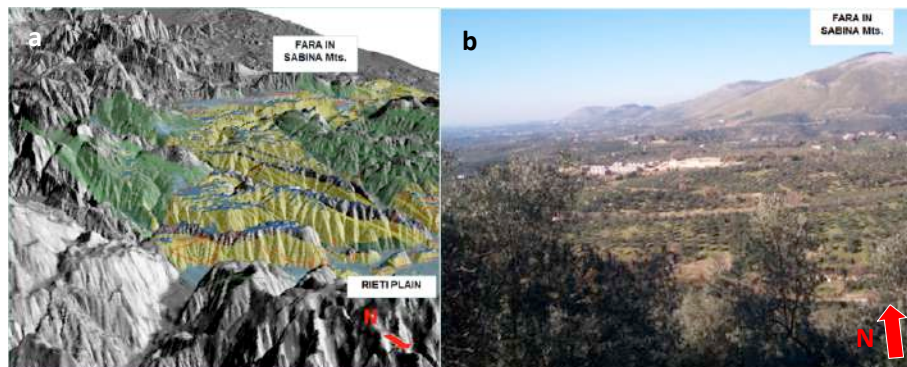 a
FARA IN
SABINA Mts.
RIETI PLAIN
N
b
FARA IN
SABINA Mts.
N